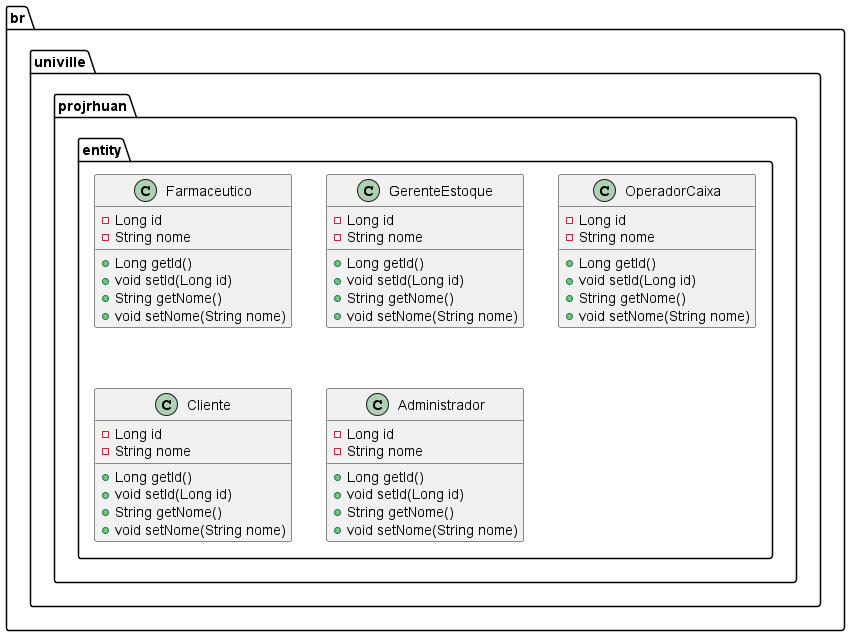 br
univille
projrhuan
entity
C Farmaceutico
Long id
String nome
Long getId()
void setId(Long id)
String getNome()
void setNome(String nome)
C GerenteEstoque
Long id
String nome
Long getId()
void setId(Long id)
String getNome()
void setNome(String nome)
C OperadorCaixa
Long id
String nome
Long getId()
void setId(Long id)
String getNome()
void setNome(String nome)
C Cliente
Long id
String nome
Long getId()
void setId(Long id)
String getNome()
void setNome(String nome)
C Administrador
Long id
String nome
Long getId()
void setId(Long id)
String getNome()
void setNome(String nome)